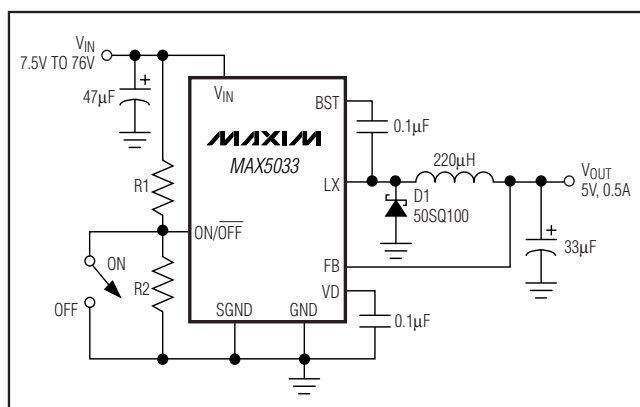 VIN
7.5V TO 76V
47µF
VIN
BST
0.1µF
MAXIM
MAX5033
R1
LX
220µH
VOUT
5V, 0.5A
D1
50SQ100
ON/OFF
33µF
ON
R2
FB
OFF
VD
SGND
GND
0.1µF